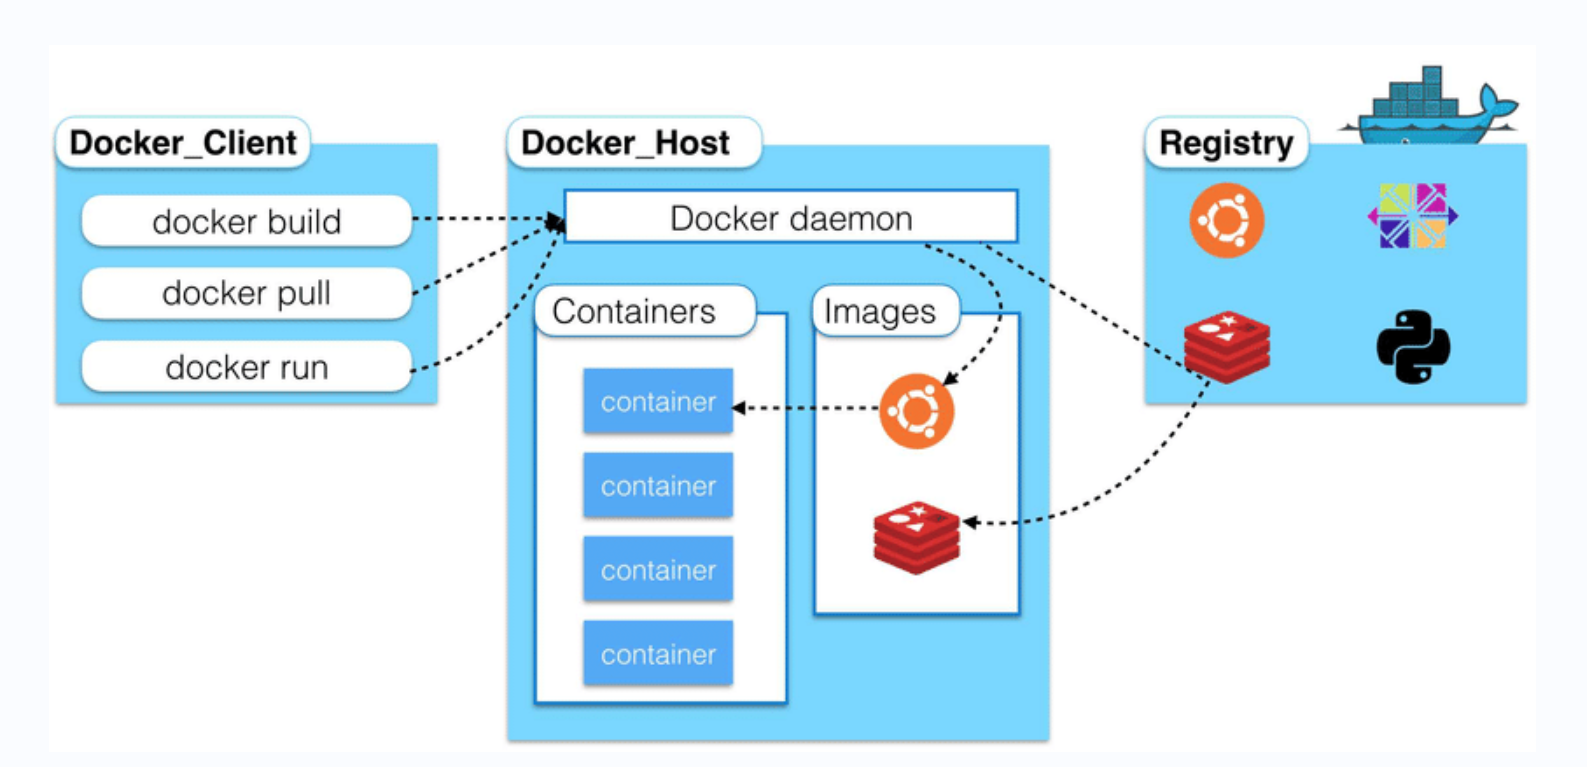 Docker_Client
docker build
docker pull
docker run
Docker_Host
Docker daemon
Containers
container
container
container
container
Images
Registry